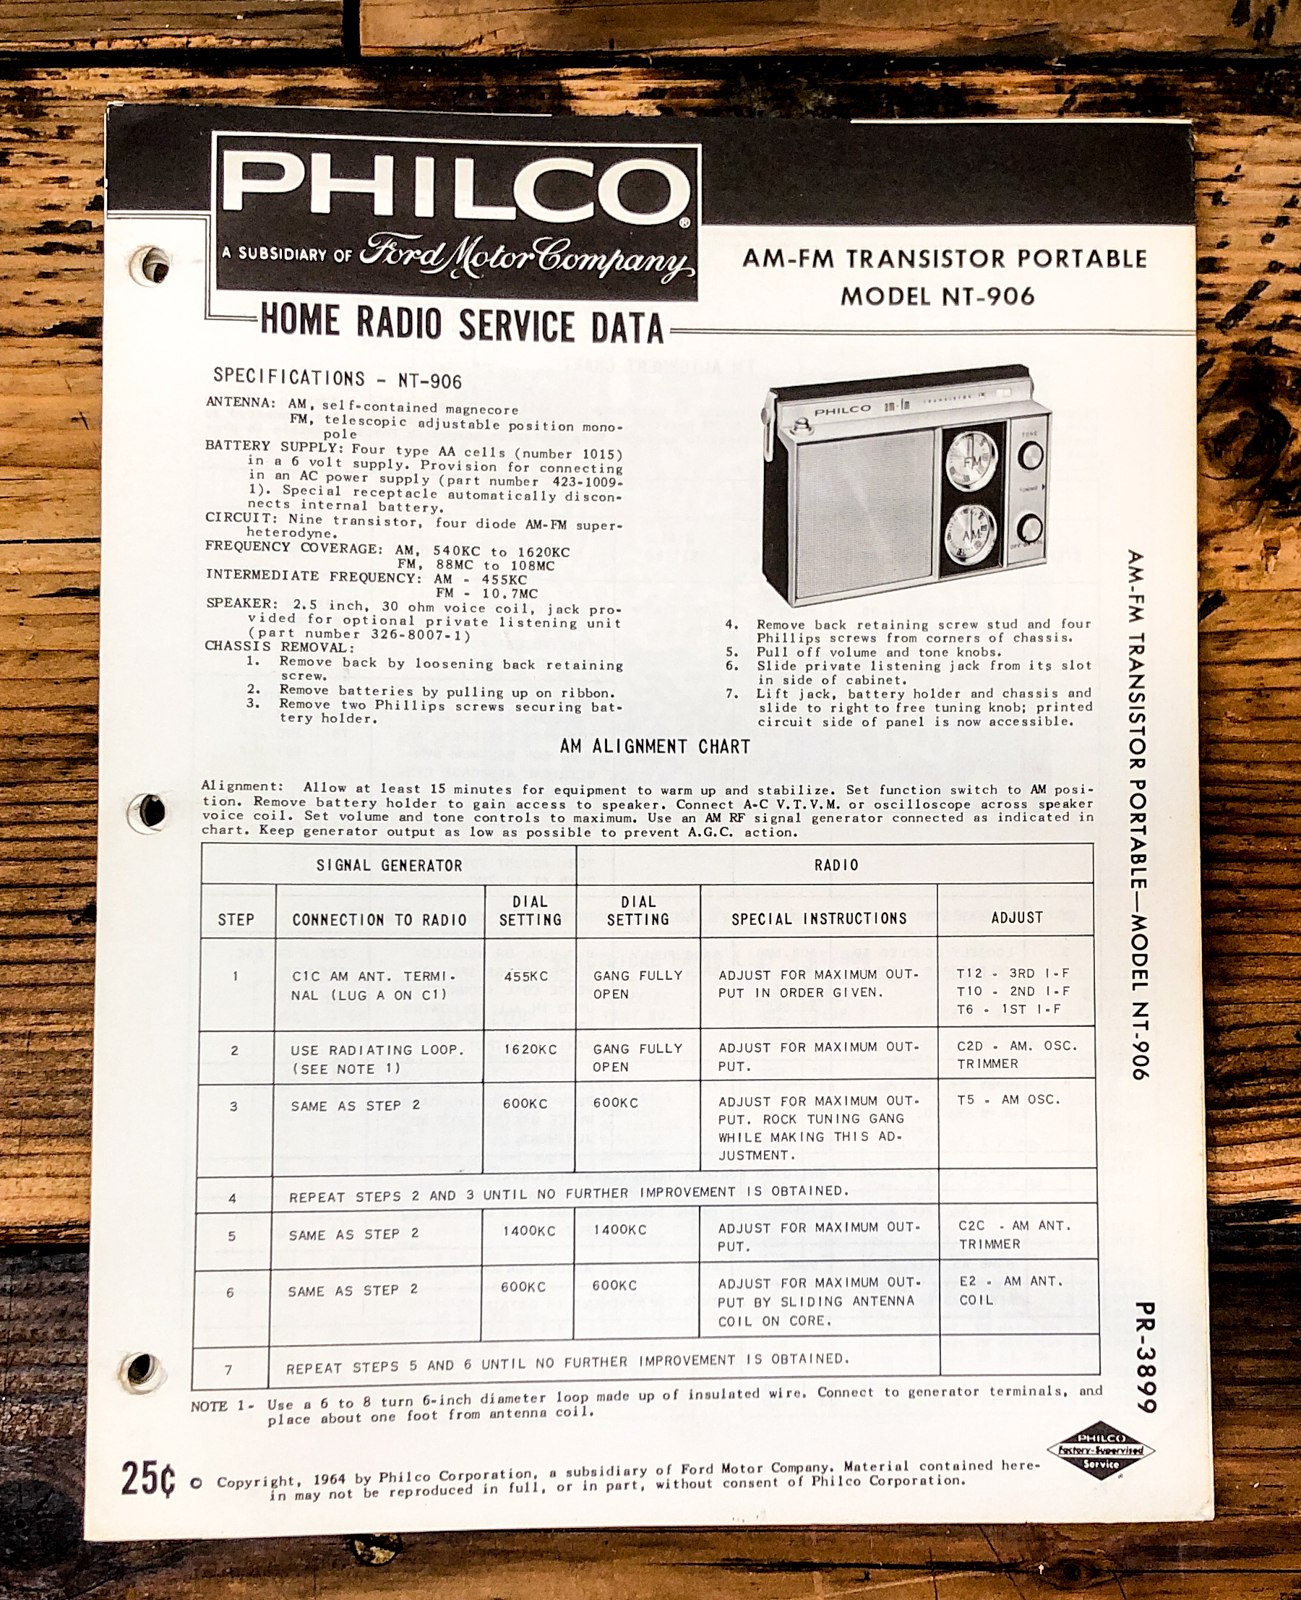 PHILCO®
A SUBSIDIARY OF Ford Motor Company,
HOME RADIO SERVICE DATA
AM-FM TRANSISTOR PORTABLE
MODEL NT-906
SPECIFICATIONS - NT-906
ANTENNA: AM, self-contained magnecore
FM, telescopic adjustable position mono-
pole
BATTERY SUPPLY: Four type AA cells (number 1015)
in a 6 volt supply. Provision for connecting
in an AC power supply (part number 423-1009-
1). Special receptacle automatically discon-
nects internal battery.
CIRCUIT: Nine transistor, four diode AM-FM super-
heterodyne.
FREQUENCY COVERAGE: AM, 540KC to 1620KC
FM, 88MC to 108MC
INTERMEDIATE FREQUENCY: AM - 455KC
FM - 10.7MC
SPEAKER: 2.5 inch, 30 ohm voice coil, jack pro-
vided for optional private listening unit
(part number 326-8007-1)
CHASSIS REMOVAL:
1. Remove back by loosening back retaining
screw.
2. Remove batteries by pulling up on ribbon.
3. Remove two Phillips screws securing bat-
tery holder.
PHILCO am-fm TRANSISTOR
FM
AM
TONE
TUNING
4. Remove back retaining screw stud and four
Phillips screws from corners of chassis.
5. Pull off volume and tone knobs.
6. Slide private listening jack from its slot
in side of cabinet.
7. Lift jack, battery holder and chassis and
slide to right to free tuning knob; printed
circuit side of panel is now accessible.
AM ALIGNMENT CHART
Alignment: Allow at least 15 minutes for equipment to warm up and stabilize. Set function switch to AM posi-
tion. Remove battery holder to gain access to speaker. Connect A-C V.T.V.M. or oscilloscope across speaker
voice coil. Set volume and tone controls to maximum. Use an AM RF signal generator connected as indicated in
chart. Keep generator output as low as possible to prevent A.G.C. action.
SIGNAL GENERATOR RADIO
STEP CONNECTION TO RADIO DIAL SETTING DIAL SETTING SPECIAL INSTRUCTIONS ADJUST
1 C1C AM ANT. TERMI- 455KC GANG FULLY ADJUST FOR MAXIMUM OUT- T12 - 3RD I-F
NAL (LUG A ON C1) OPEN PUT IN ORDER GIVEN. T10 - 2ND I-F
T6 - 1ST I-F
2 USE RADIATING LOOP. 1620KC GANG FULLY ADJUST FOR MAXIMUM OUT- C2D - AM. OSC.
(SEE NOTE 1) OPEN PUT. TRIMMER
3 SAME AS STEP 2 600KC 600KC ADJUST FOR MAXIMUM OUT- T5 - AM OSC.
PUT. ROCK TUNING GANG
WHILE MAKING THIS AD-
JUSTMENT.
4 REPEAT STEPS 2 AND 3 UNTIL NO FURTHER IMPROVEMENT IS OBTAINED.
5 SAME AS STEP 2 1400KC 1400KC ADJUST FOR MAXIMUM OUT- C2C - AM ANT.
PUT. TRIMMER
6 SAME AS STEP 2 600KC 600KC ADJUST FOR MAXIMUM OUT- E2 - AM ANT.
PUT BY SLIDING ANTENNA COIL
COIL ON CORE.
7 REPEAT STEPS 5 AND 6 UNTIL NO FURTHER IMPROVEMENT IS OBTAINED.
NOTE 1- Use a 6 to 8 turn 6-inch diameter loop made up of insulated wire. Connect to generator terminals, and
place about one foot from antenna coil.
25¢ © Copyright, 1964 by Philco Corporation, a subsidiary of Ford Motor Company. Material contained here-
in may not be reproduced in full, or in part, without consent of Philco Corporation.
PHILCO
Factory-Supervised
Service
AM-FM TRANSISTOR PORTABLE—MODEL NT-906
PR-3899